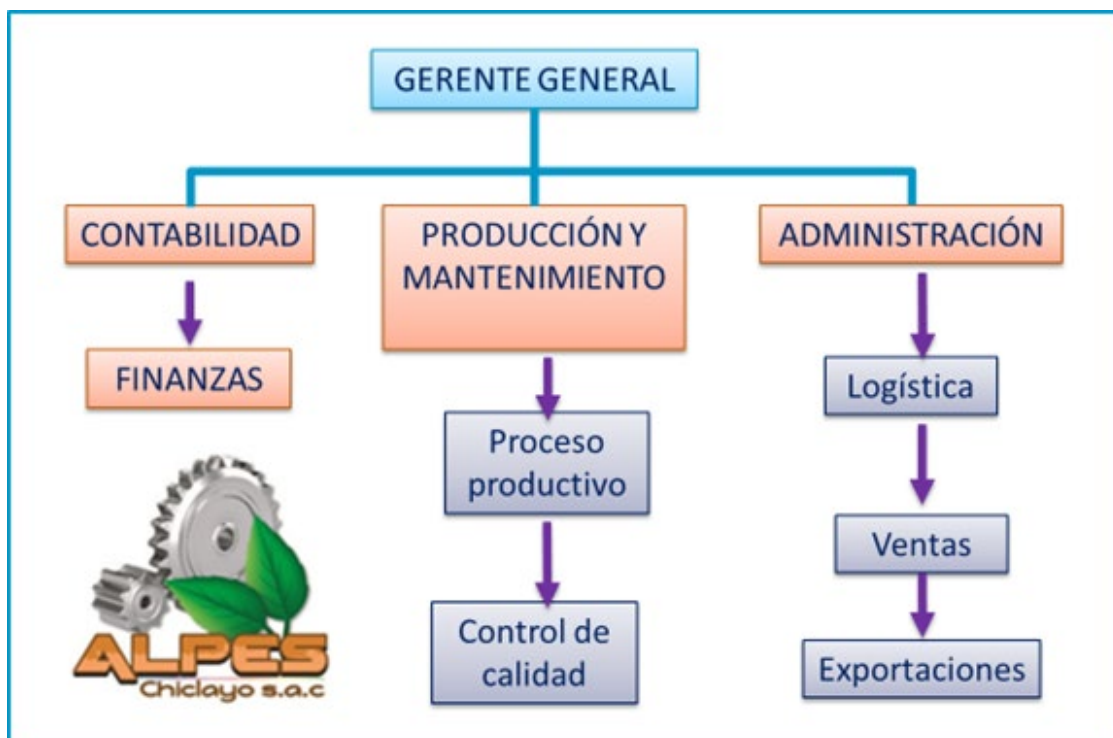 GERENTE GENERAL
CONTABILIDAD
PRODUCCIÓN Y
MANTENIMIENTO
ADMINISTRACIÓN
FINANZAS
Logística
Proceso
productivo
Ventas
Control de
calidad
Exportaciones
ALPES
Chiclayo s.a.c